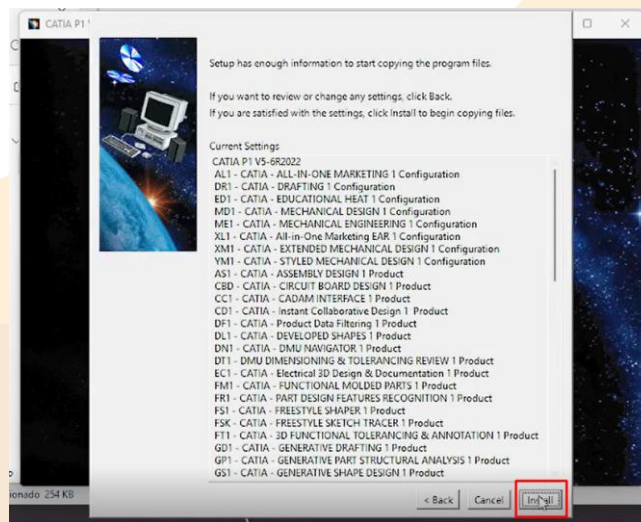 CATIA P1
Setup has enough information to start copying the program files.
If you want to review or change any settings, click Back.
If you are satisfied with the settings, click Install to begin copying files.
Current Settings
CATIA P1 V5-6R2022
AL1 - CATIA - ALL-IN-ONE MARKETING 1 Configuration
DR1 - CATIA - DRAFTING 1 Configuration
ED1 - CATIA - EDUCATIONAL HEAT 1 Configuration
MD1 - CATIA - MECHANICAL DESIGN 1 Configuration
ME1 - CATIA - MECHANICAL ENGINEERING 1 Configuration
XL1 - CATIA - All-in-One Marketing EAR 1 Configuration
XM1 - CATIA - EXTENDED MECHANICAL DESIGN 1 Configuration
YM1 - CATIA - STYLED MECHANICAL DESIGN 1 Configuration
AS1 - CATIA - ASSEMBLY DESIGN 1 Product
CBD - CATIA - CIRCUIT BOARD DESIGN 1 Product
CC1 - CATIA - CADAM INTERFACE 1 Product
CD1 - CATIA - Instant Collaborative Design 1 Product
DF1 - CATIA - Product Data Filtering 1 Product
DL1 - CATIA - DEVELOPED SHAPES 1 Product
DN1 - CATIA - DMU NAVIGATOR 1 Product
DT1 - DMU DIMENSIONING & TOLERANCING REVIEW 1 Product
EC1 - CATIA - Electrical 3D Design & Documentation 1 Product
FM1 - CATIA - FUNCTIONAL MOLDED PARTS 1 Product
FR1 - CATIA - PART DESIGN FEATURES RECOGNITION 1 Product
FS1 - CATIA - FREESTYLE SHAPER 1 Product
FSK - CATIA - FREESTYLE SKETCH TRACER 1 Product
FT1 - CATIA - 3D FUNCTIONAL TOLERANCING & ANNOTATION 1 Product
GD1 - CATIA - GENERATIVE DRAFTING 1 Product
GP1 - CATIA - GENERATIVE PART STRUCTURAL ANALYSIS 1 Product
GS1 - CATIA - GENERATIVE SHAPE DESIGN 1 Product
< Back Cancel Install
ionado 254 KB